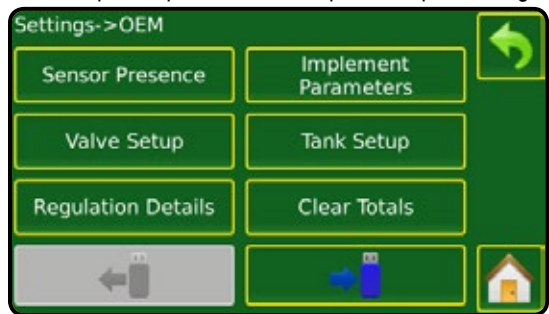 Settings->OEM
Sensor Presence
Implement
Parameters
Valve Setup
Tank Setup
Regulation Details
Clear Totals